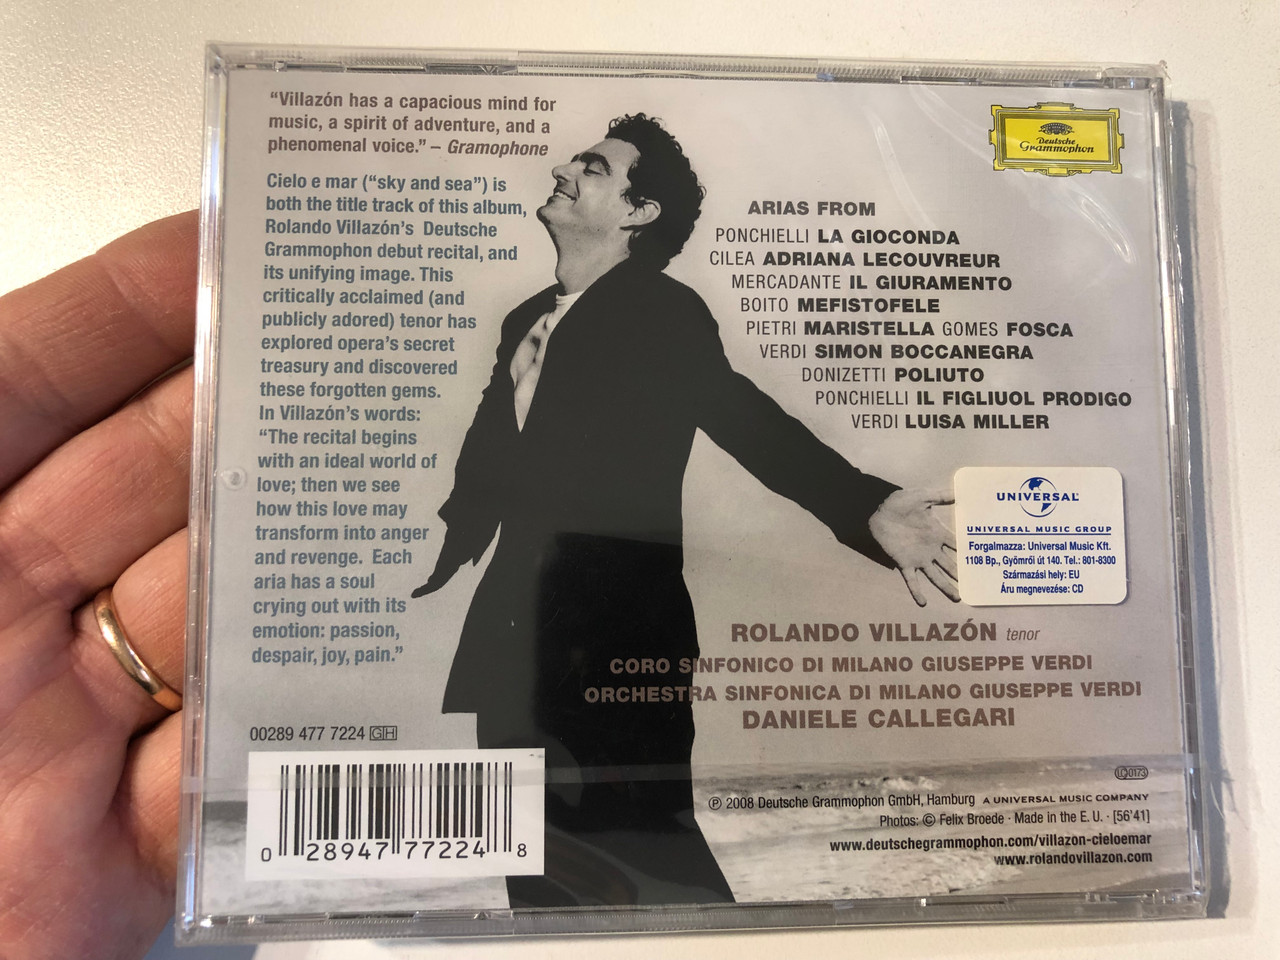 “Villazón has a capacious mind for
music, a spirit of adventure, and a
phenomenal voice.” – Gramophone
Cielo e mar (“sky and sea”) is
both the title track of this album,
Rolando Villazón’s Deutsche
Grammophon debut recital, and
its unifying image. This
critically acclaimed (and
publicly adored) tenor has
explored opera’s secret
treasury and discovered
these forgotten gems.
In Villazón’s words:
“The recital begins
with an ideal world of
love; then we see
how this love may
transform into anger
and revenge. Each
aria has a soul
crying out with its
emotion: passion,
despair, joy, pain.”
Deutsche
Grammophon
ARIAS FROM
PONCHIELLI LA GIOCONDA
CILEA ADRIANA LECOUVREUR
MERCADANTE IL GIURAMENTO
BOITO MEFISTOFELE
PIETRI MARISTELLA GOMES FOSCA
VERDI SIMON BOCCANEGRA
DONIZETTI POLIUTO
PONCHIELLI IL FIGLIUOL PRODIGO
VERDI LUISA MILLER
UNIVERSAL
UNIVERSAL MUSIC GROUP
Forgalmazza: Universal Music Kft.
1108 Bp., Gyömrői út 140. Tel.: 801-8300
Származási hely: EU
Áru megnevezése: CD
ROLANDO VILLAZÓN tenor
CORO SINFONICO DI MILANO GIUSEPPE VERDI
ORCHESTRA SINFONICA DI MILANO GIUSEPPE VERDI
DANIELE CALLEGARI
00289 477 7224 GH
0 28947 77224 8
LC 0173
℗ 2008 Deutsche Grammophon GmbH, Hamburg A UNIVERSAL MUSIC COMPANY
Photos: © Felix Broede · Made in the E. U. · [56’41]
www.deutschegrammophon.com/villazon-cieloemar
www.rolandovillazon.com